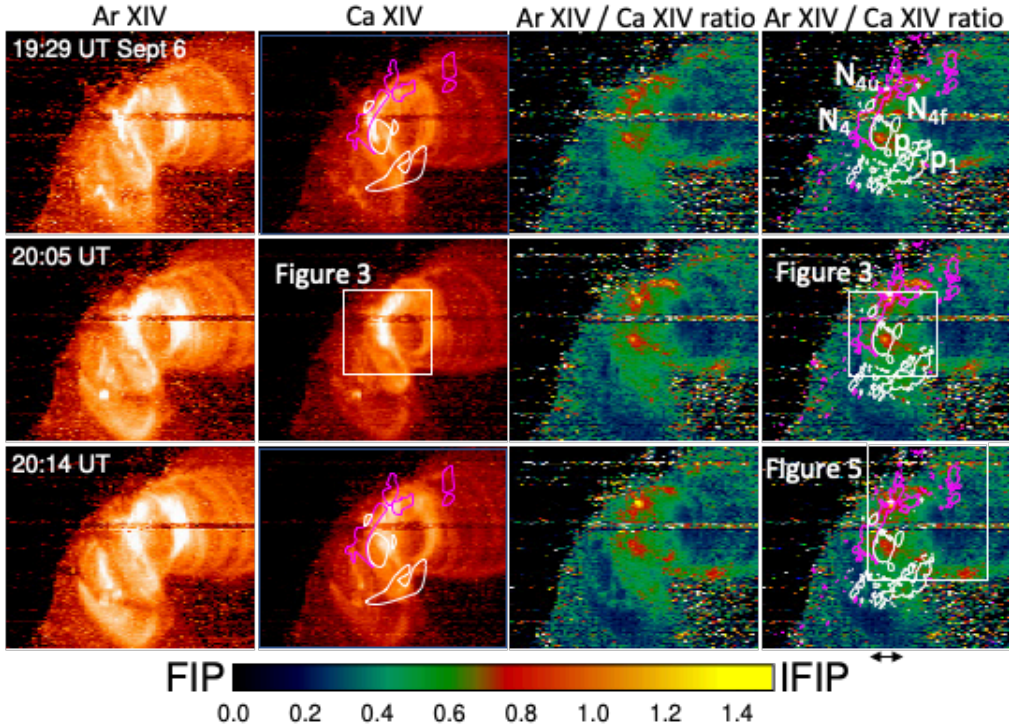 Ar XIV
Ca XIV
Ar XIV / Ca XIV ratio
Ar XIV / Ca XIV ratio
19:29 UT Sept 6
N4u
N4
N4f
p2
p1
20:05 UT
Figure 3
Figure 3
20:14 UT
Figure 5
FIP
IFIP
0.0 0.2 0.4 0.6 0.8 1.0 1.2 1.4